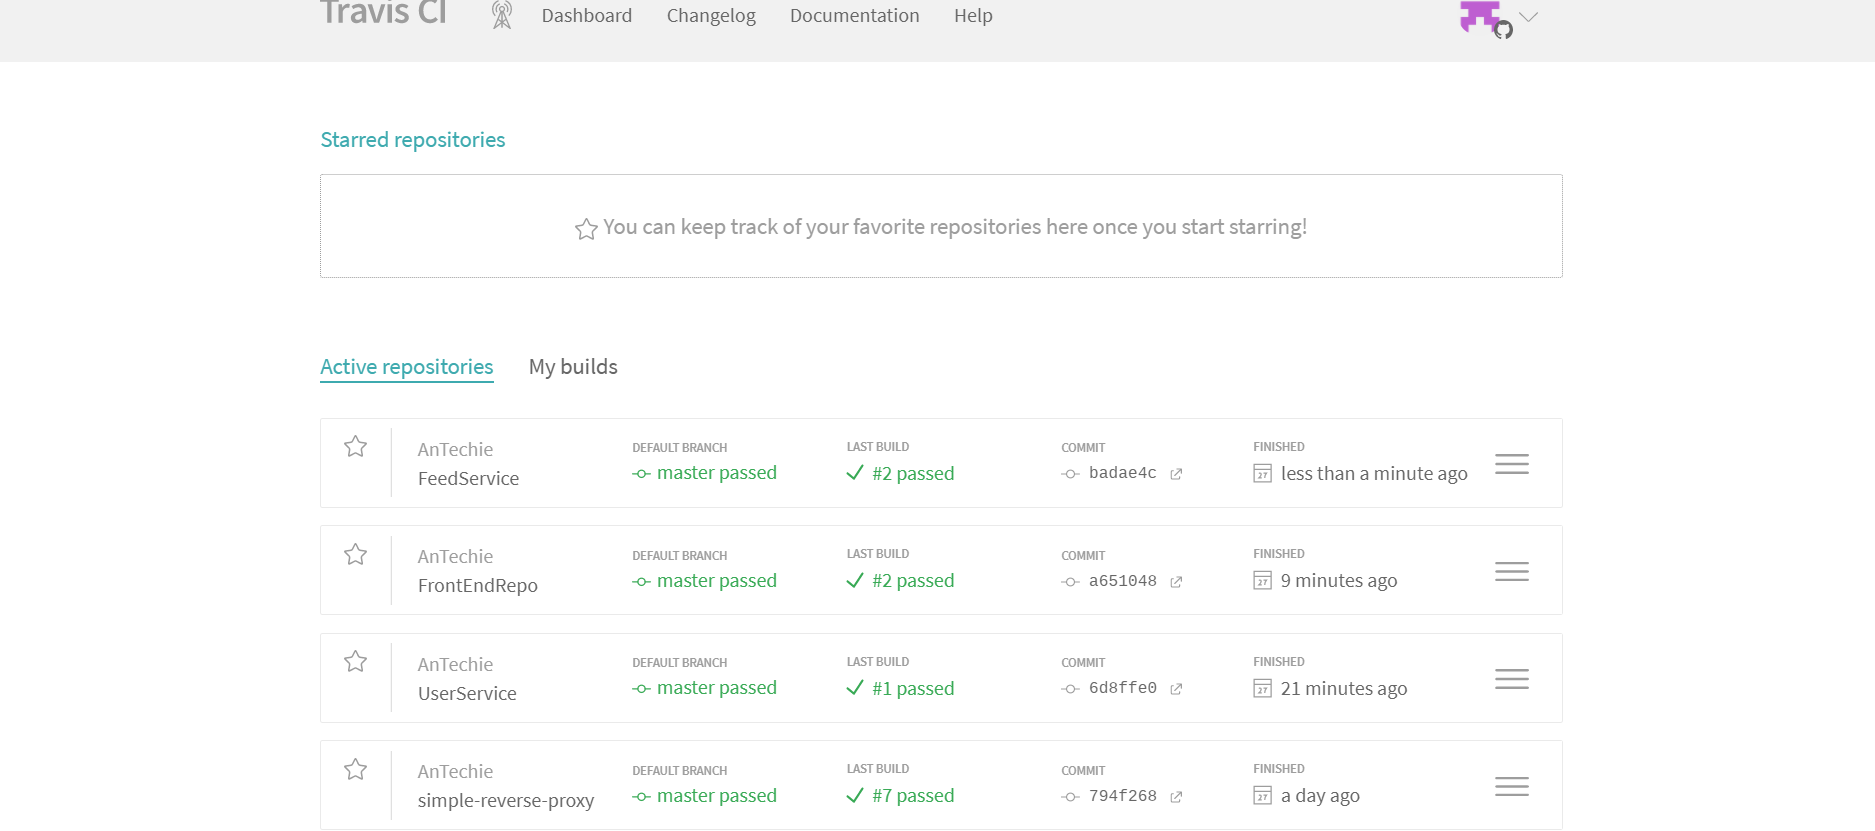 Travis CI Dashboard Changelog Documentation Help
Starred repositories
You can keep track of your favorite repositories here once you start starring!
Active repositories My builds
AnTechie DEFAULT BRANCH LAST BUILD COMMIT FINISHED
FeedService master passed #2 passed badae4c 27 less than a minute ago
AnTechie DEFAULT BRANCH LAST BUILD COMMIT FINISHED
FrontEndRepo master passed #2 passed a651048 27 9 minutes ago
AnTechie DEFAULT BRANCH LAST BUILD COMMIT FINISHED
UserService master passed #1 passed 6d8ffe0 27 21 minutes ago
AnTechie DEFAULT BRANCH LAST BUILD COMMIT FINISHED
simple-reverse-proxy master passed #7 passed 794f268 27 a day ago